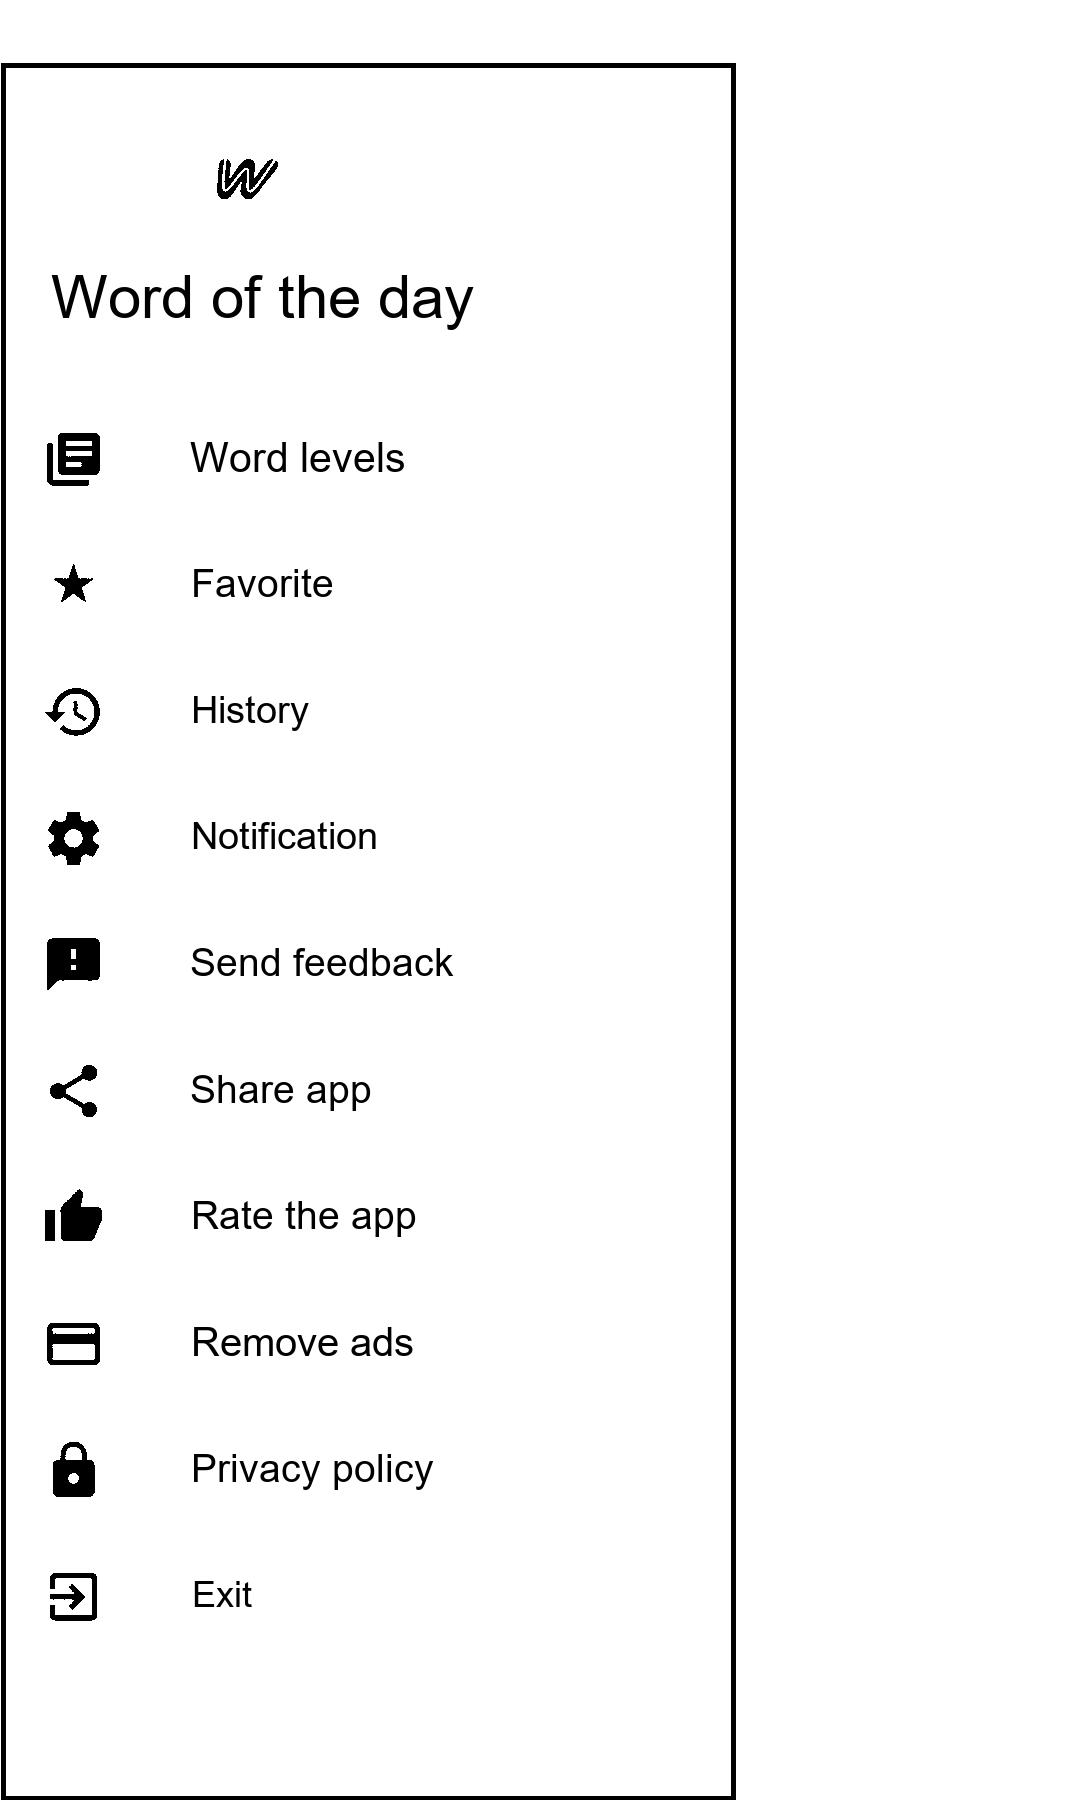 W
Word of the day
Word levels
Favorite
History
Notification
Send feedback
Share app
Rate the app
Remove ads
Privacy policy
Exit